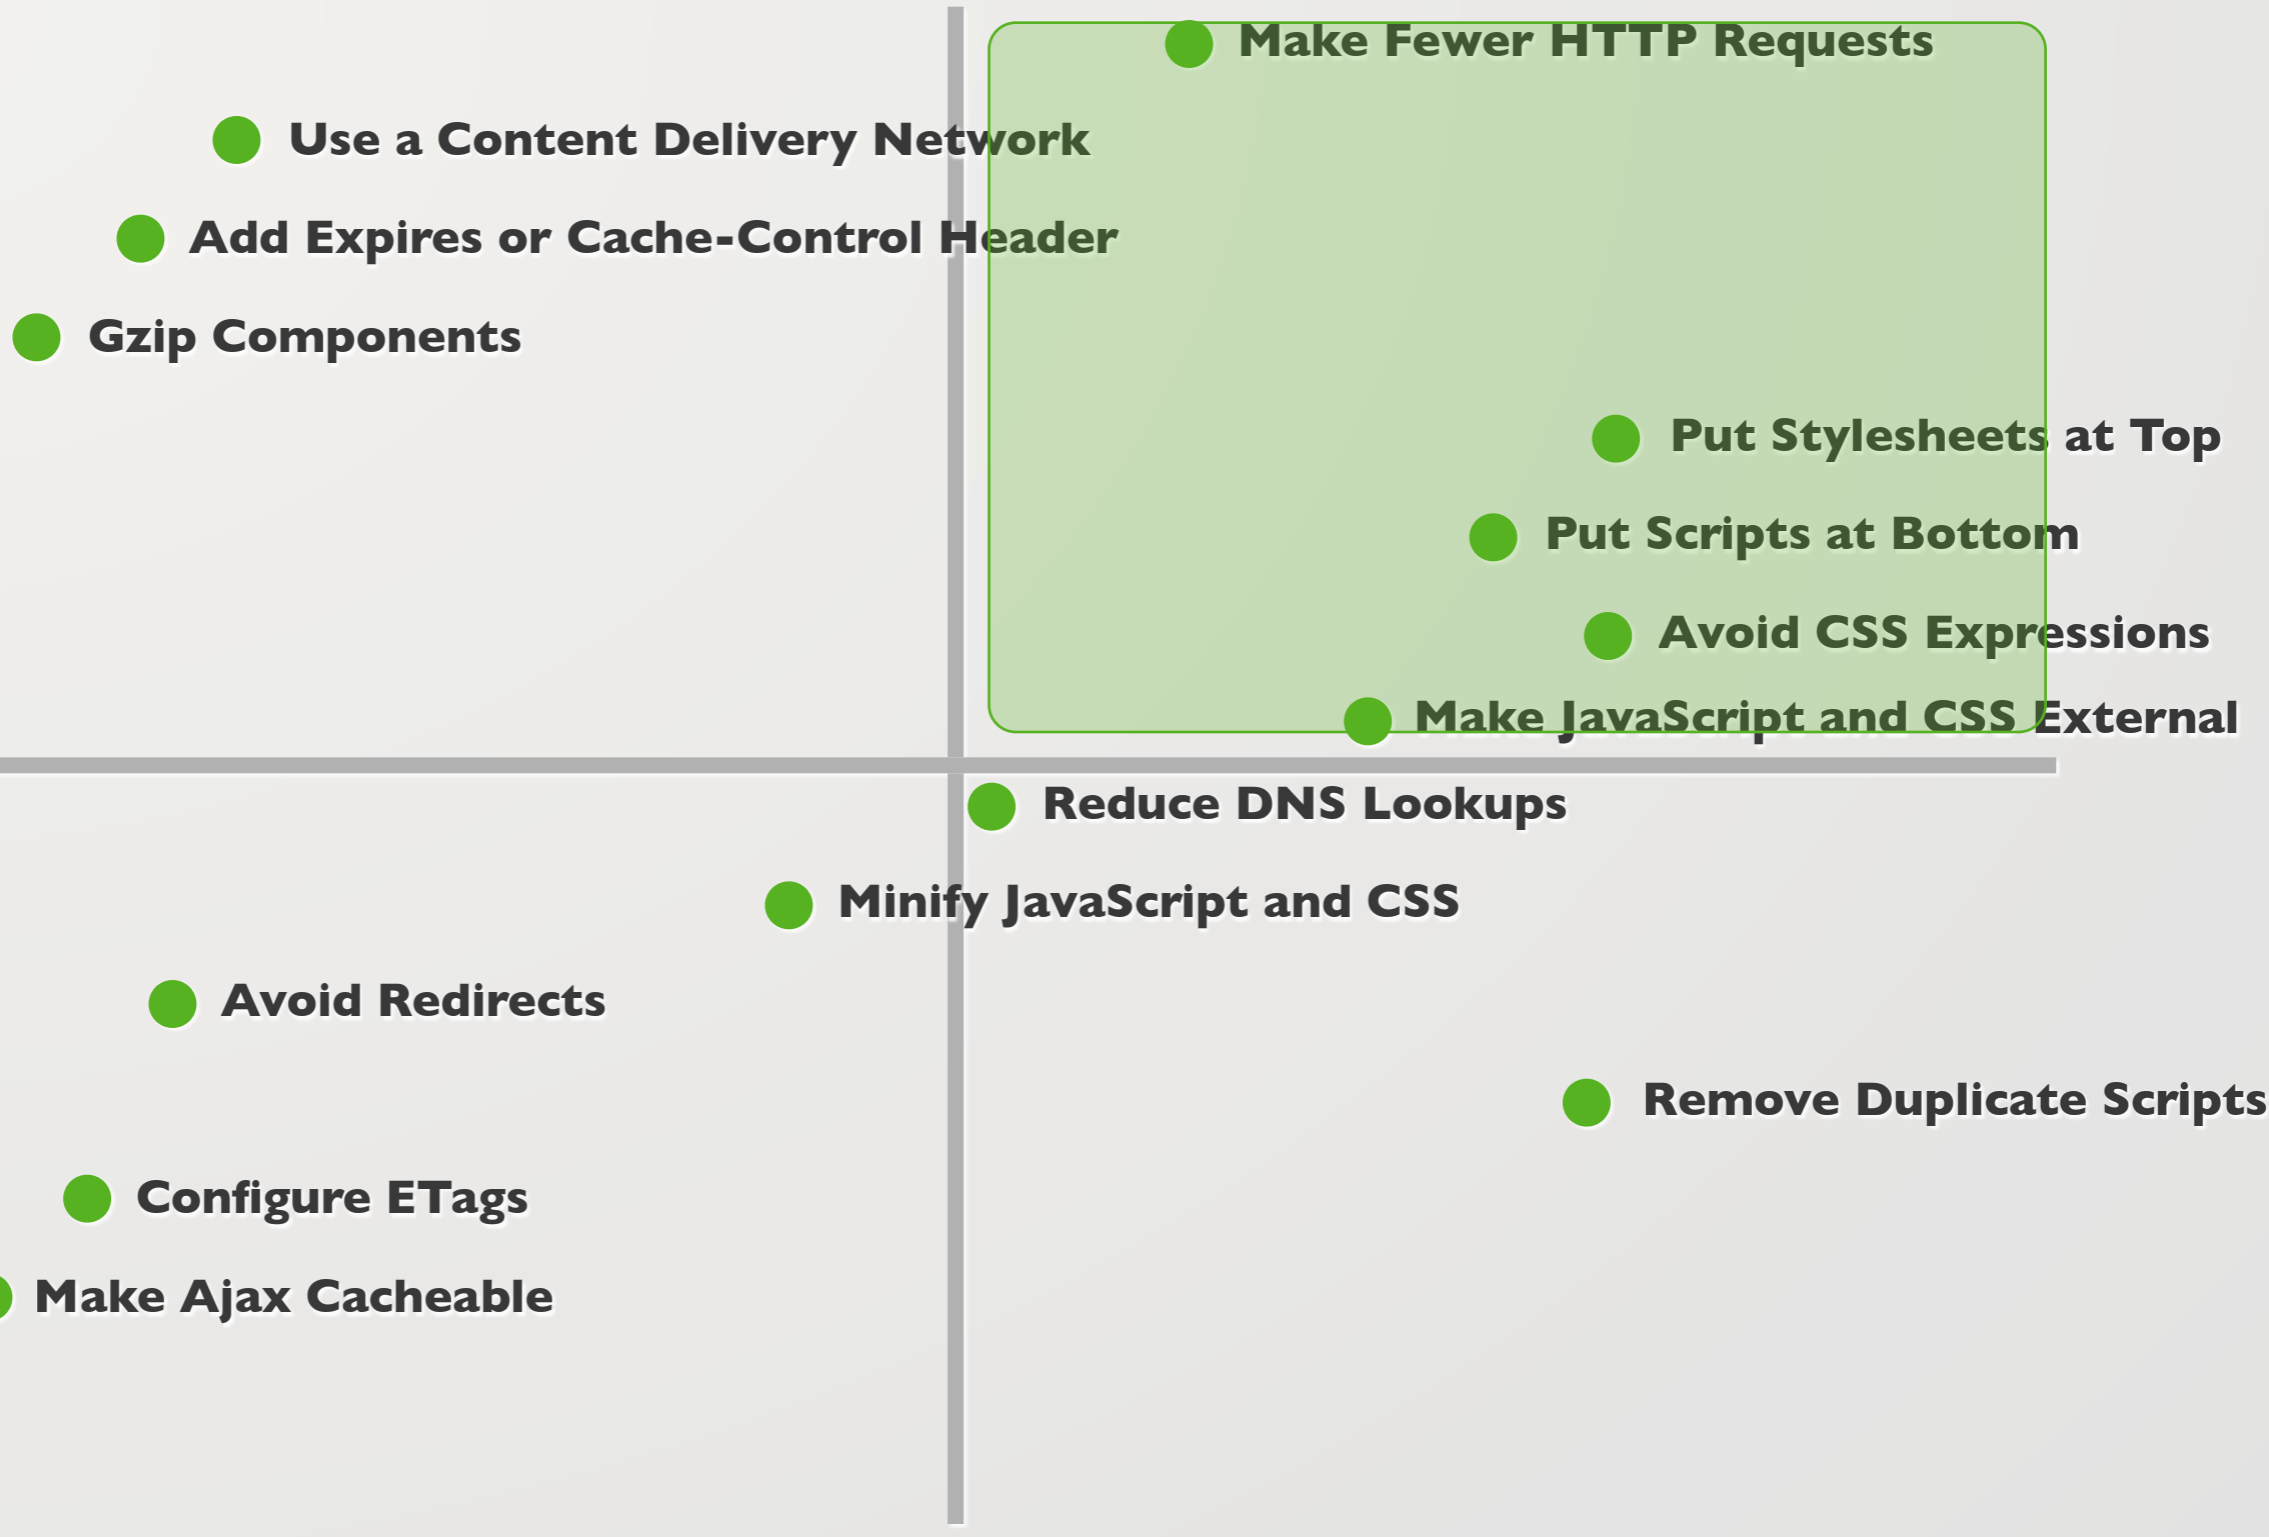 Make Fewer HTTP Requests
Use a Content Delivery Network
Add Expires or Cache-Control Header
Gzip Components
Put Stylesheets at Top
Put Scripts at Bottom
Avoid CSS Expressions
Make JavaScript and CSS External
Reduce DNS Lookups
Minify JavaScript and CSS
Avoid Redirects
Remove Duplicate Scripts
Configure ETags
Make Ajax Cacheable